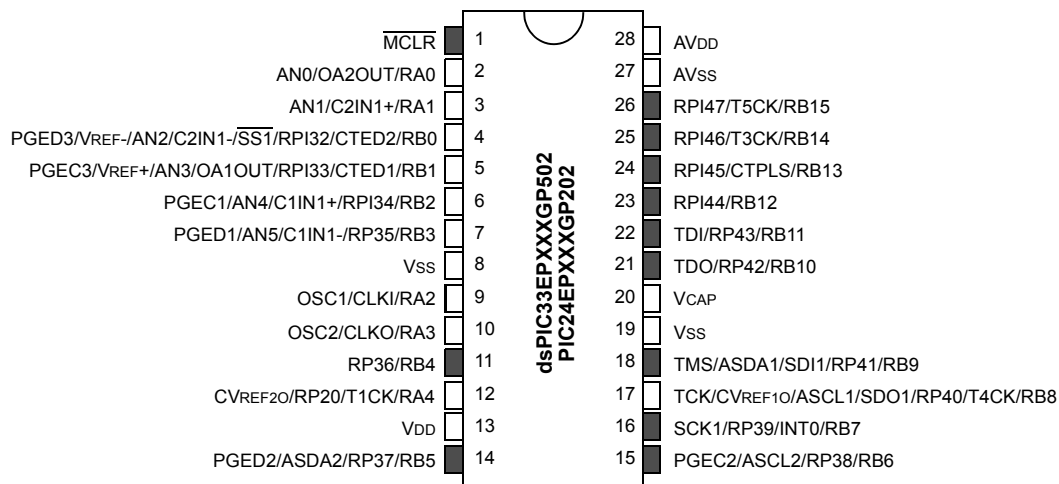 MCLR 1 28 AVDD
AN0/OA2OUT/RA0 2 27 AVSS
AN1/C2IN1+/RA1 3 26 RPI47/T5CK/RB15
PGED3/VREF-/AN2/C2IN1-/SS1/RPI32/CTED2/RB0 4 25 RPI46/T3CK/RB14
PGEC3/VREF+/AN3/OA1OUT/RPI33/CTED1/RB1 5 24 RPI45/CTPLS/RB13
PGEC1/AN4/C1IN1+/RPI34/RB2 6 23 RPI44/RB12
PGED1/AN5/C1IN1-/RP35/RB3 7 22 TDI/RP43/RB11
VSS 8 21 TDO/RP42/RB10
OSC1/CLKI/RA2 9 20 VCAP
OSC2/CLKO/RA3 10 19 VSS
RP36/RB4 11 18 TMS/ASDA1/SDI1/RP41/RB9
CVREF2O/RP20/T1CK/RA4 12 17 TCK/CVREF1O/ASCL1/SDO1/RP40/T4CK/RB8
VDD 13 16 SCK1/RP39/INT0/RB7
PGED2/ASDA2/RP37/RB5 14 15 PGEC2/ASCL2/RP38/RB6
dsPIC33EPXXXGP502
PIC24EPXXXGP202